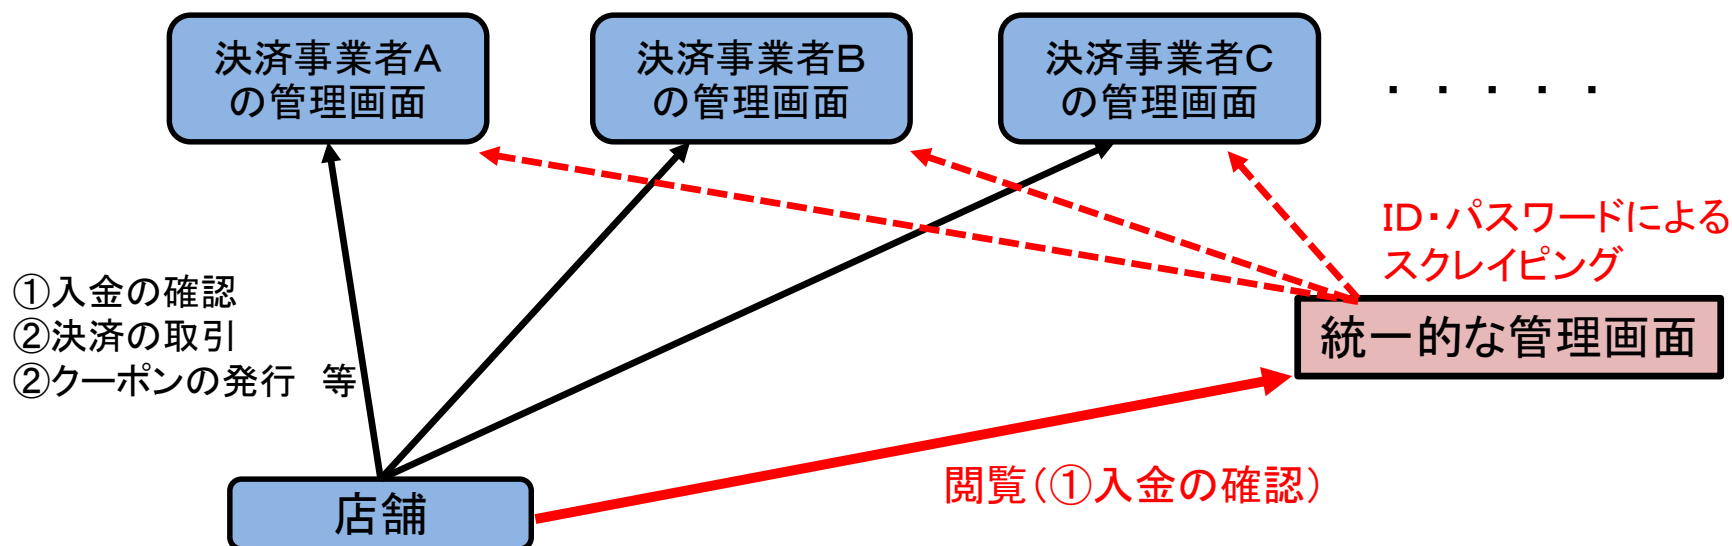 決済事業者A
の管理画面
決済事業者B
の管理画面
決済事業者C
の管理画面
・・・・・
ID・パスワードによる
スクレイピング
①入金の確認
②決済の取引
②クーポンの発行　等
統一的な管理画面
閲覧（①入金の確認）
店舗